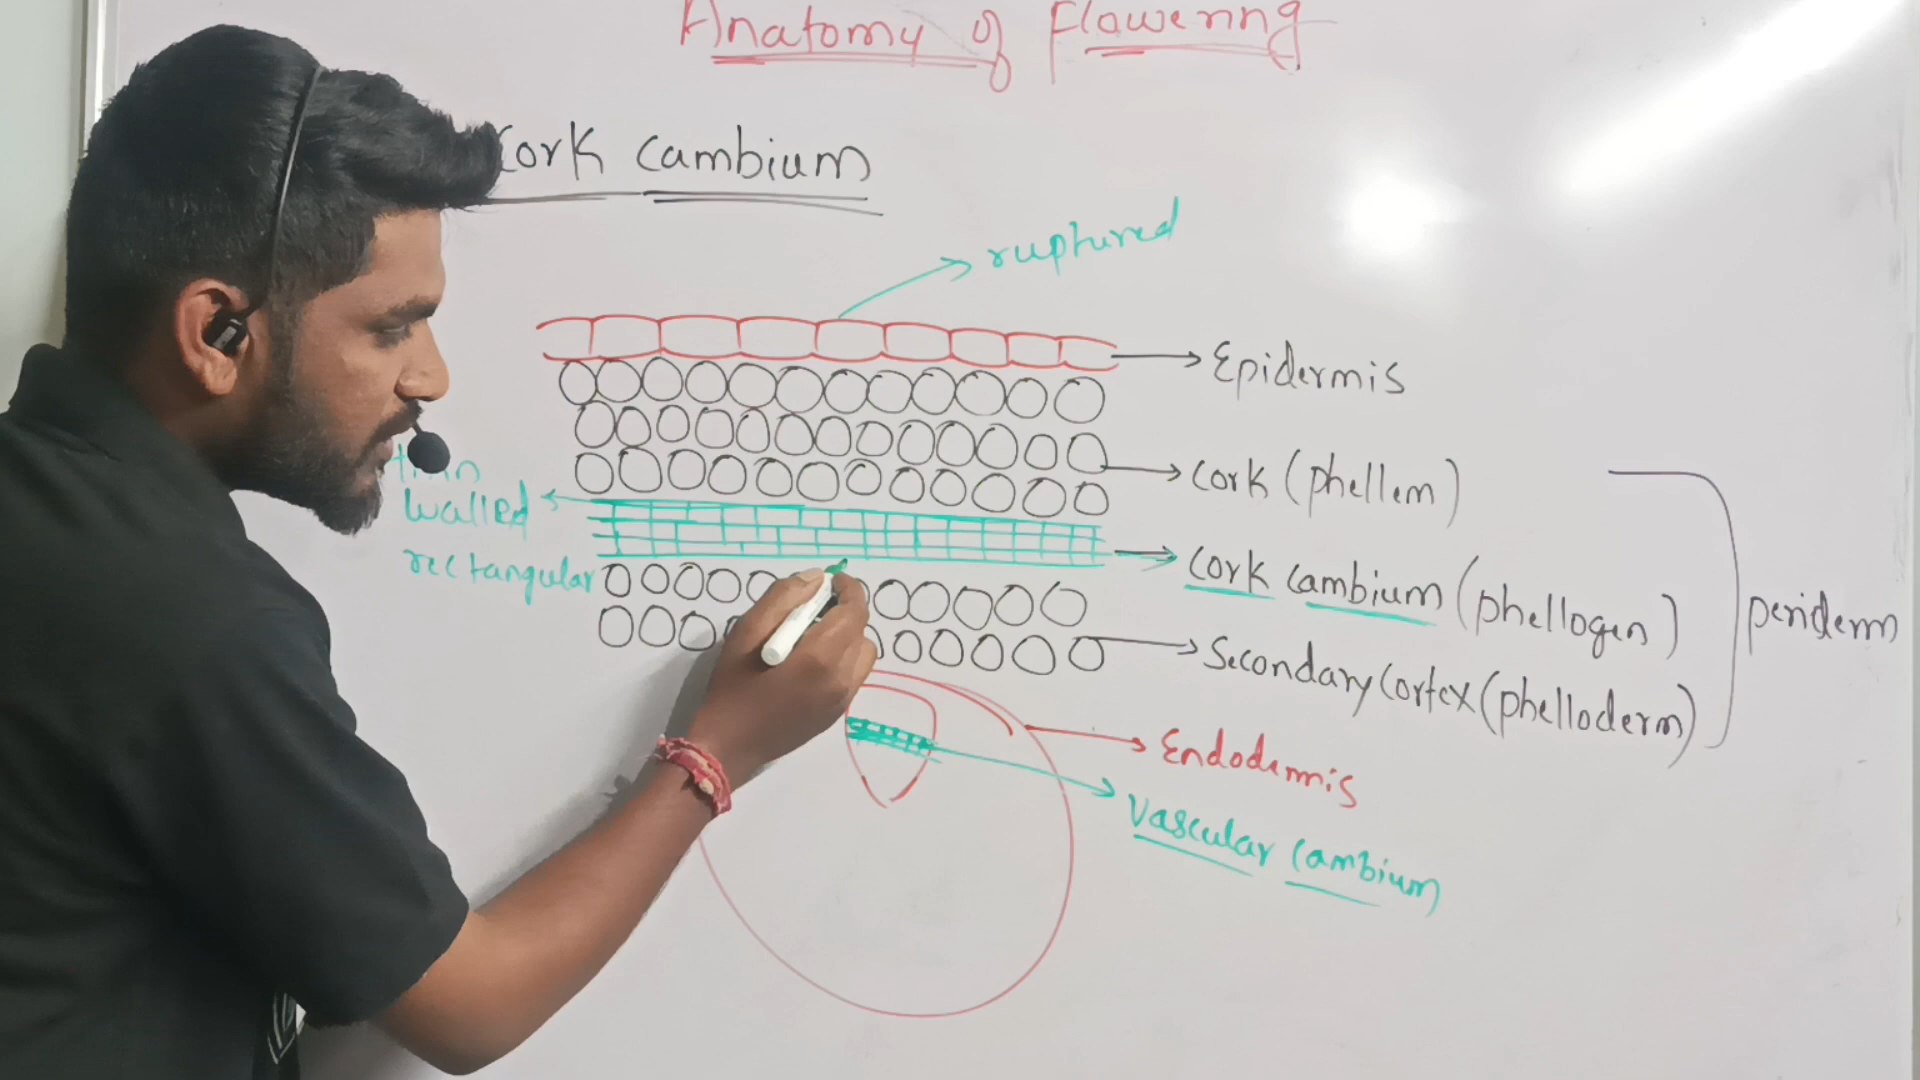 Anatomy of Flowering
Cork Cambium
ruptured
Epidermis
thin
walled
rectangular
Cork (phellem)
Cork Cambium (phellogen)
Secondary Cortex (phelloderm)
periderm
Endodermis
Vascular Cambium